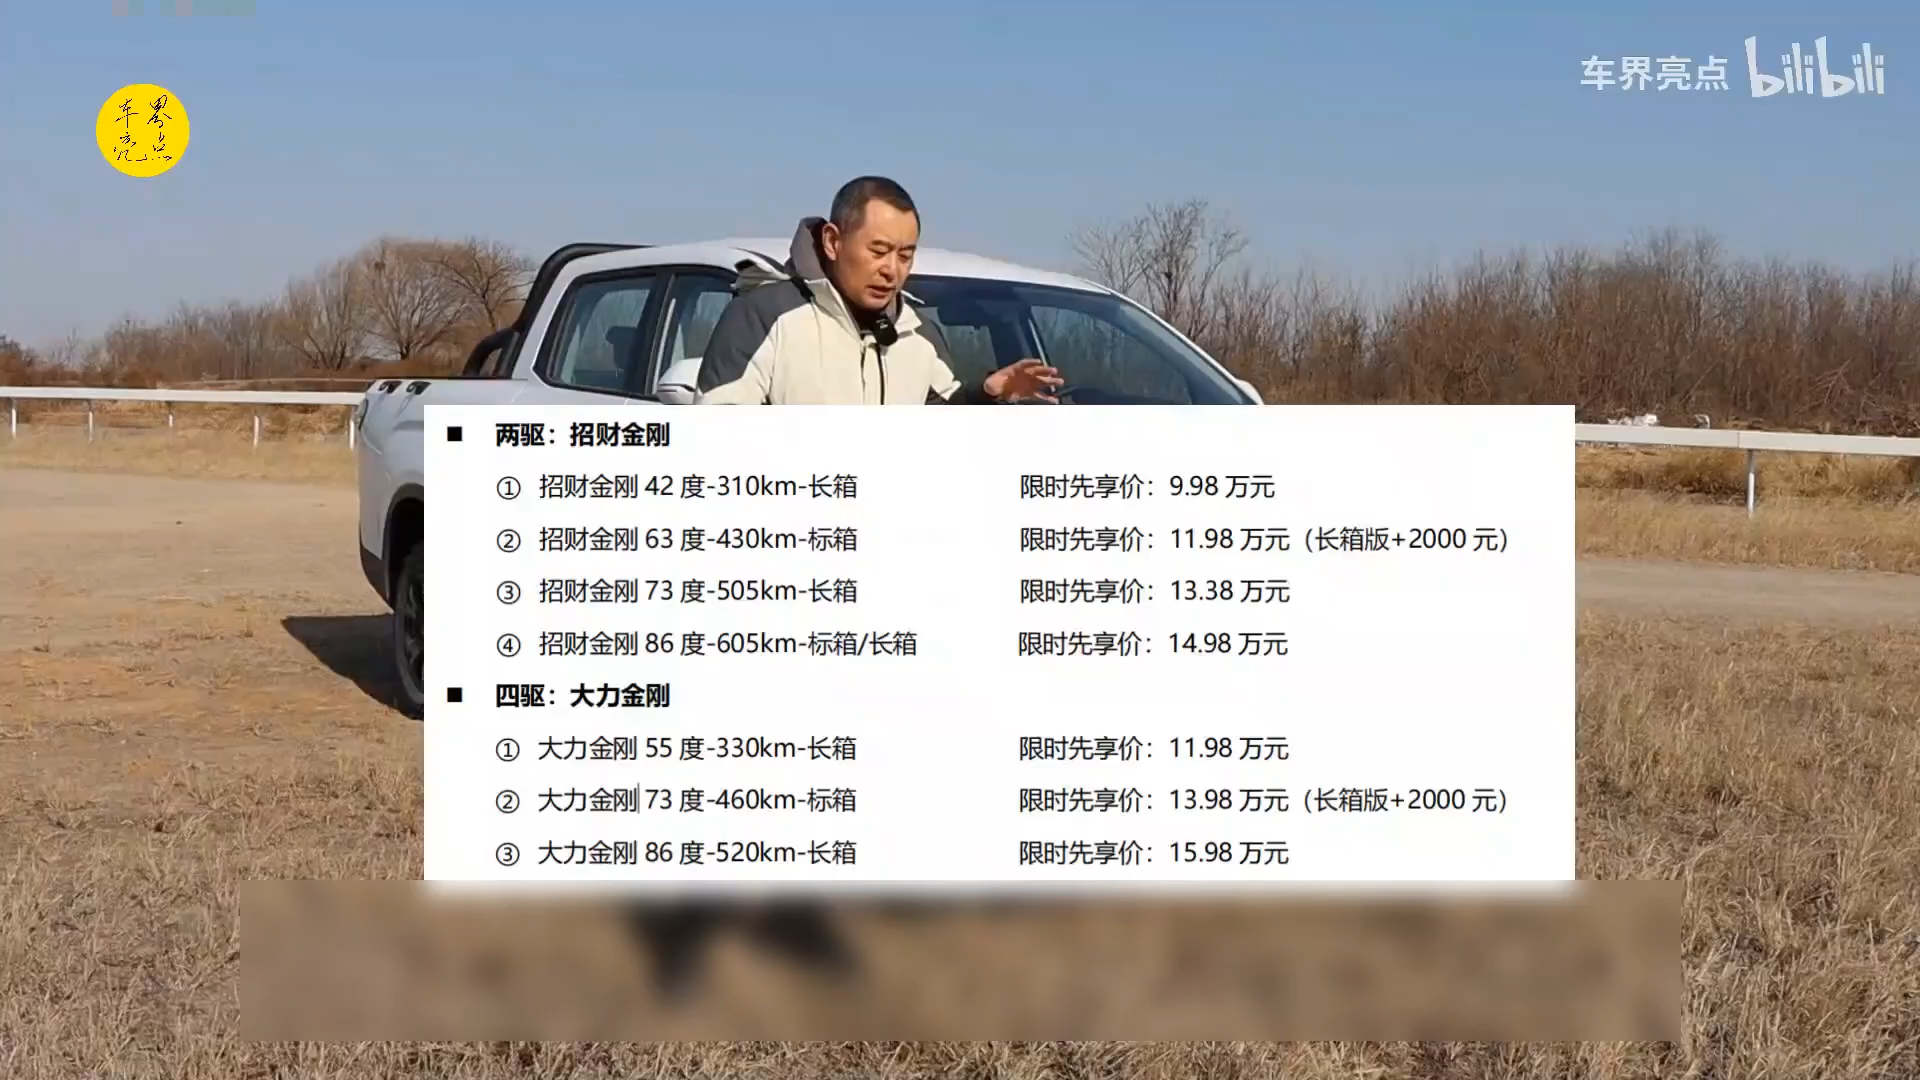 车界亮点 bilibili
车界
亮点
■ 两驱：招财金刚
① 招财金刚 42 度-310km-长箱 限时先享价：9.98 万元
② 招财金刚 63 度-430km-标箱 限时先享价：11.98 万元（长箱版+2000 元）
③ 招财金刚 73 度-505km-长箱 限时先享价：13.38 万元
④ 招财金刚 86 度-605km-标箱/长箱 限时先享价：14.98 万元
■ 四驱：大力金刚
① 大力金刚 55 度-330km-长箱 限时先享价：11.98 万元
② 大力金刚 73 度-460km-标箱 限时先享价：13.98 万元（长箱版+2000 元）
③ 大力金刚 86 度-520km-长箱 限时先享价：15.98 万元